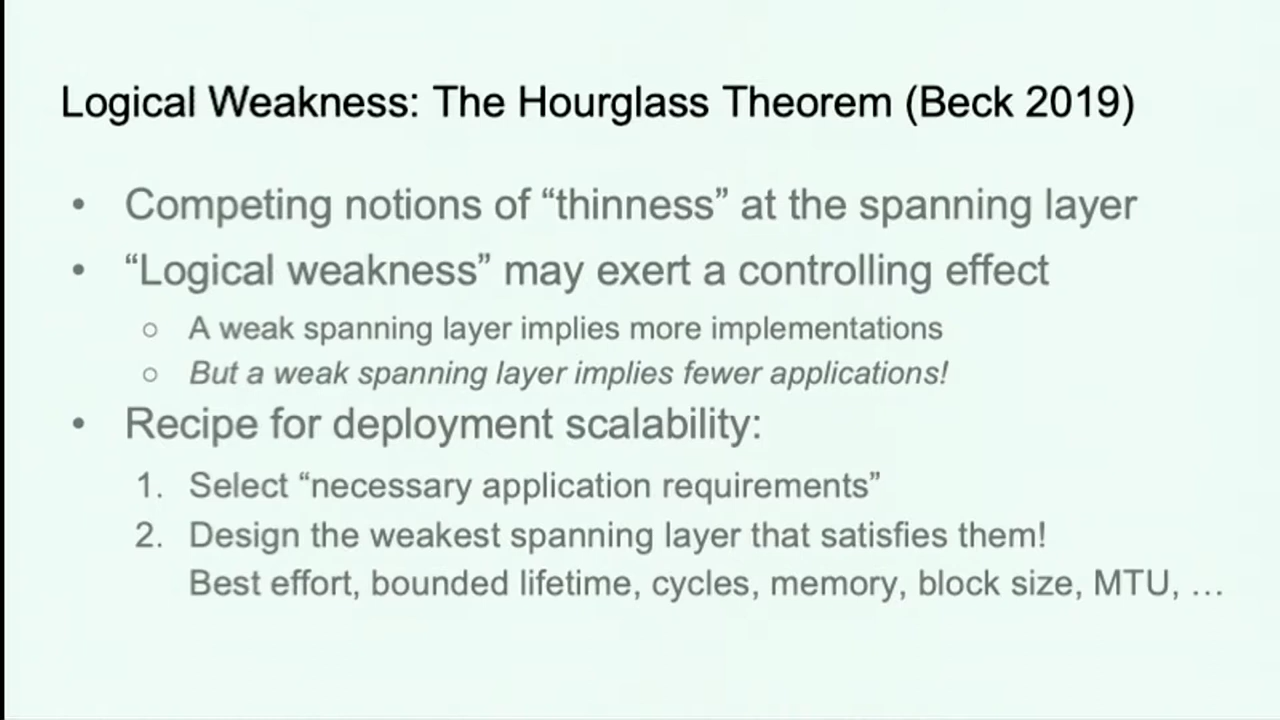 Logical Weakness: The Hourglass Theorem (Beck 2019)
• Competing notions of “thinness” at the spanning layer
• “Logical weakness” may exert a controlling effect
○ A weak spanning layer implies more implementations
○ But a weak spanning layer implies fewer applications!
• Recipe for deployment scalability:
1. Select “necessary application requirements”
2. Design the weakest spanning layer that satisfies them!
Best effort, bounded lifetime, cycles, memory, block size, MTU, …